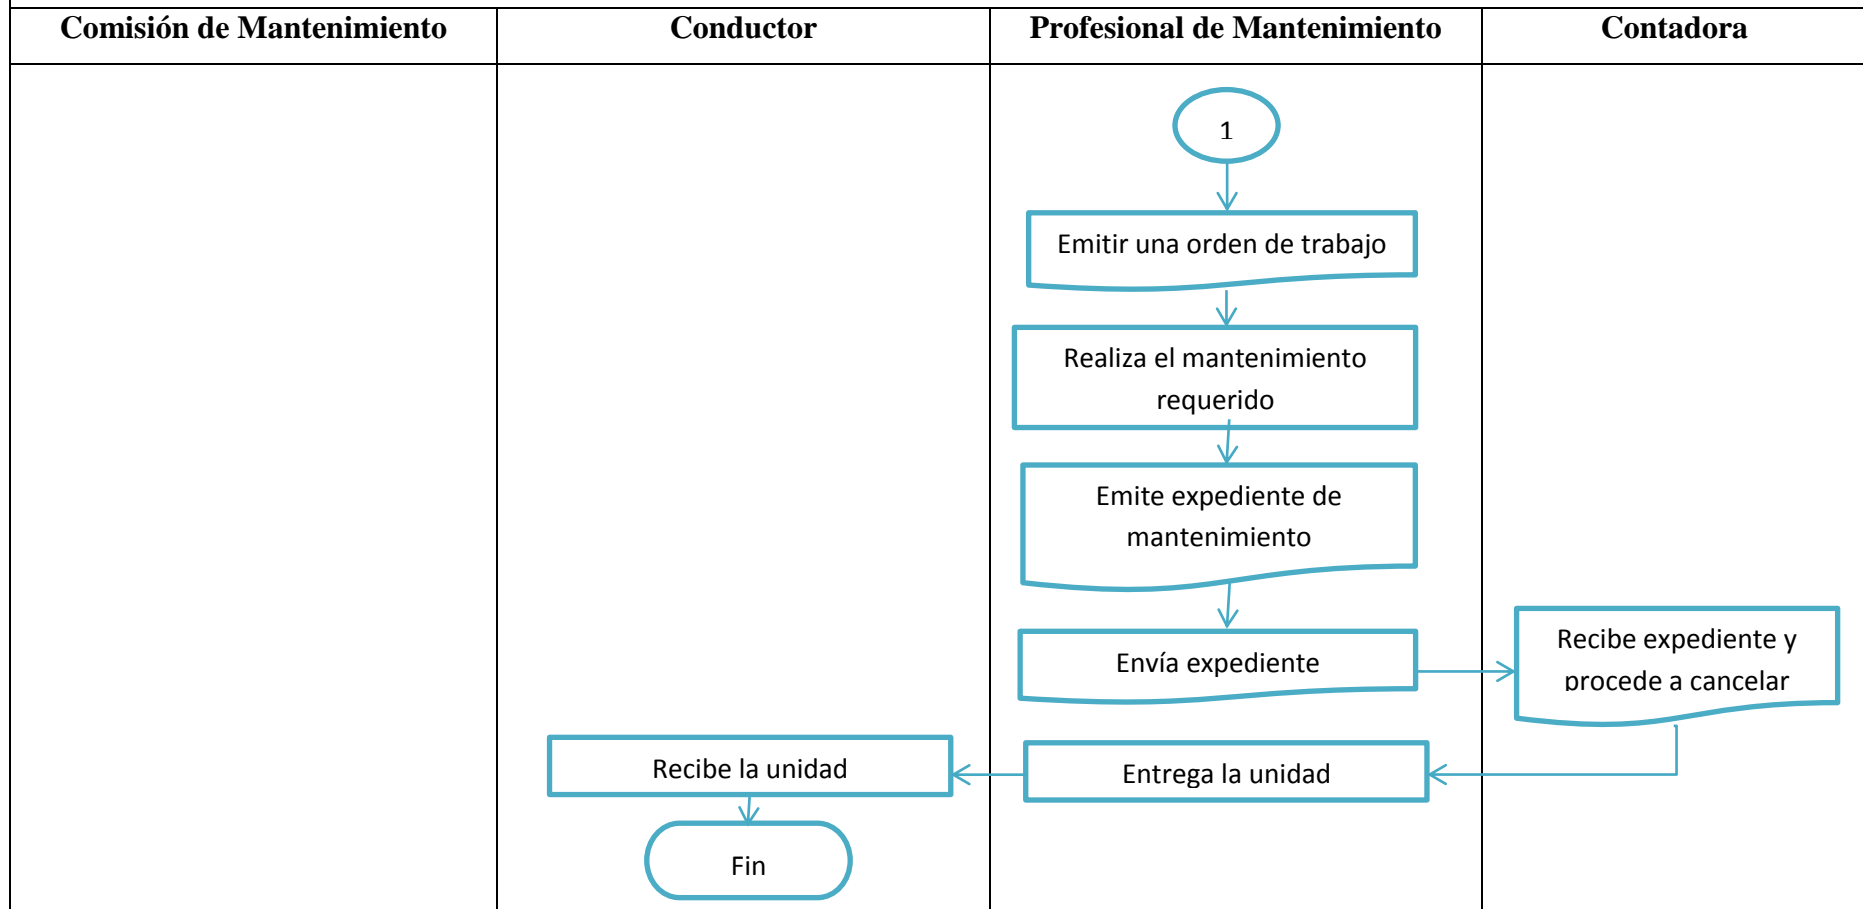 Comisión de Mantenimiento
Conductor
Profesional de Mantenimiento
Contadora
1
Emitir una orden de trabajo
Realiza el mantenimiento
requerido
Emite expediente de
mantenimiento
Envía expediente
Recibe expediente y
procede a cancelar
Entrega la unidad
Recibe la unidad
Fin